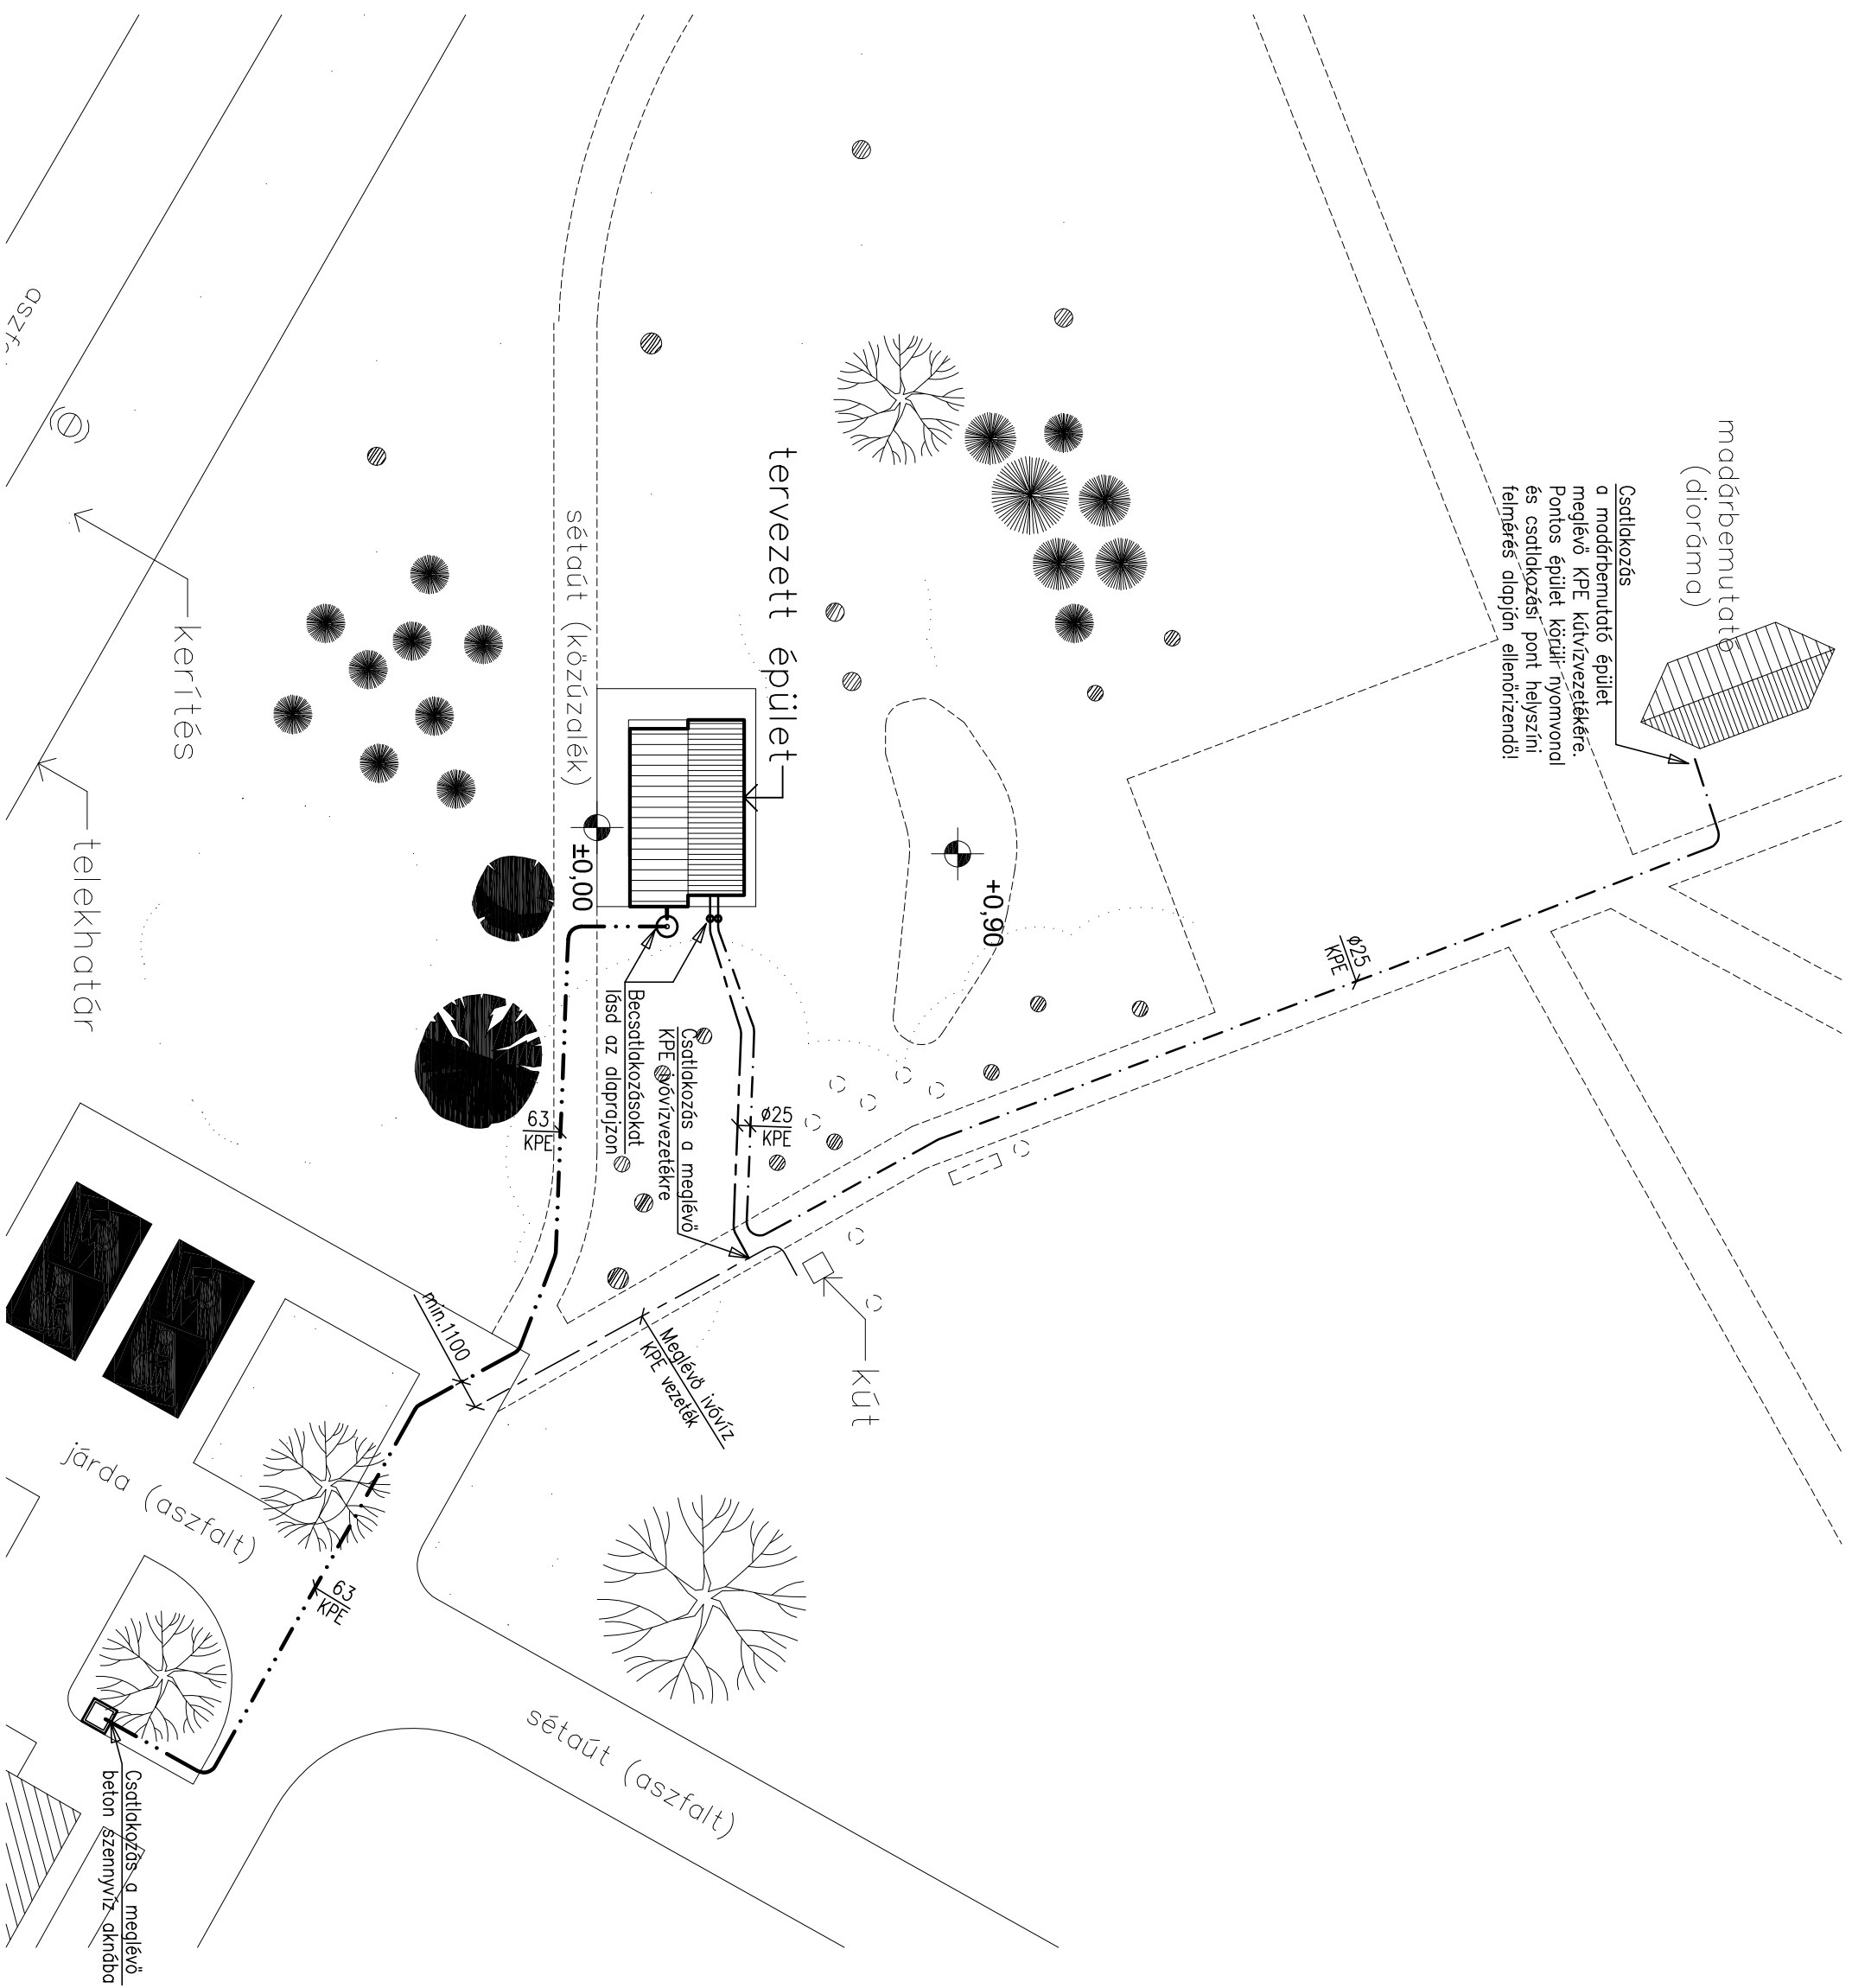 madárbemutató
(dioráma)
Csatlakozás
a madárbemutató épület
meglévő KPE kútvízvezetékére.
Pontos épület körüli nyomvonal
és csatlakozási pont helyszíni
felmérés alapján ellenőrizendő!
ø25
KPE
+0,90
tervezett épület
sétaút (közúzalék)
±0,00
Becsatlakozásokat
lásd az alaprajzon
Csatlakozás a meglévő
KPE ivóvízvezetékre
ø25
KPE
63
KPE
kút
Meglévő ivóvíz
KPE vezeték
min.1100
kerítés
telekhatár
járda (aszfalt)
63
KPE
sétaút (aszfalt)
Csatlakozás a meglévő
beton szennyvíz aknába